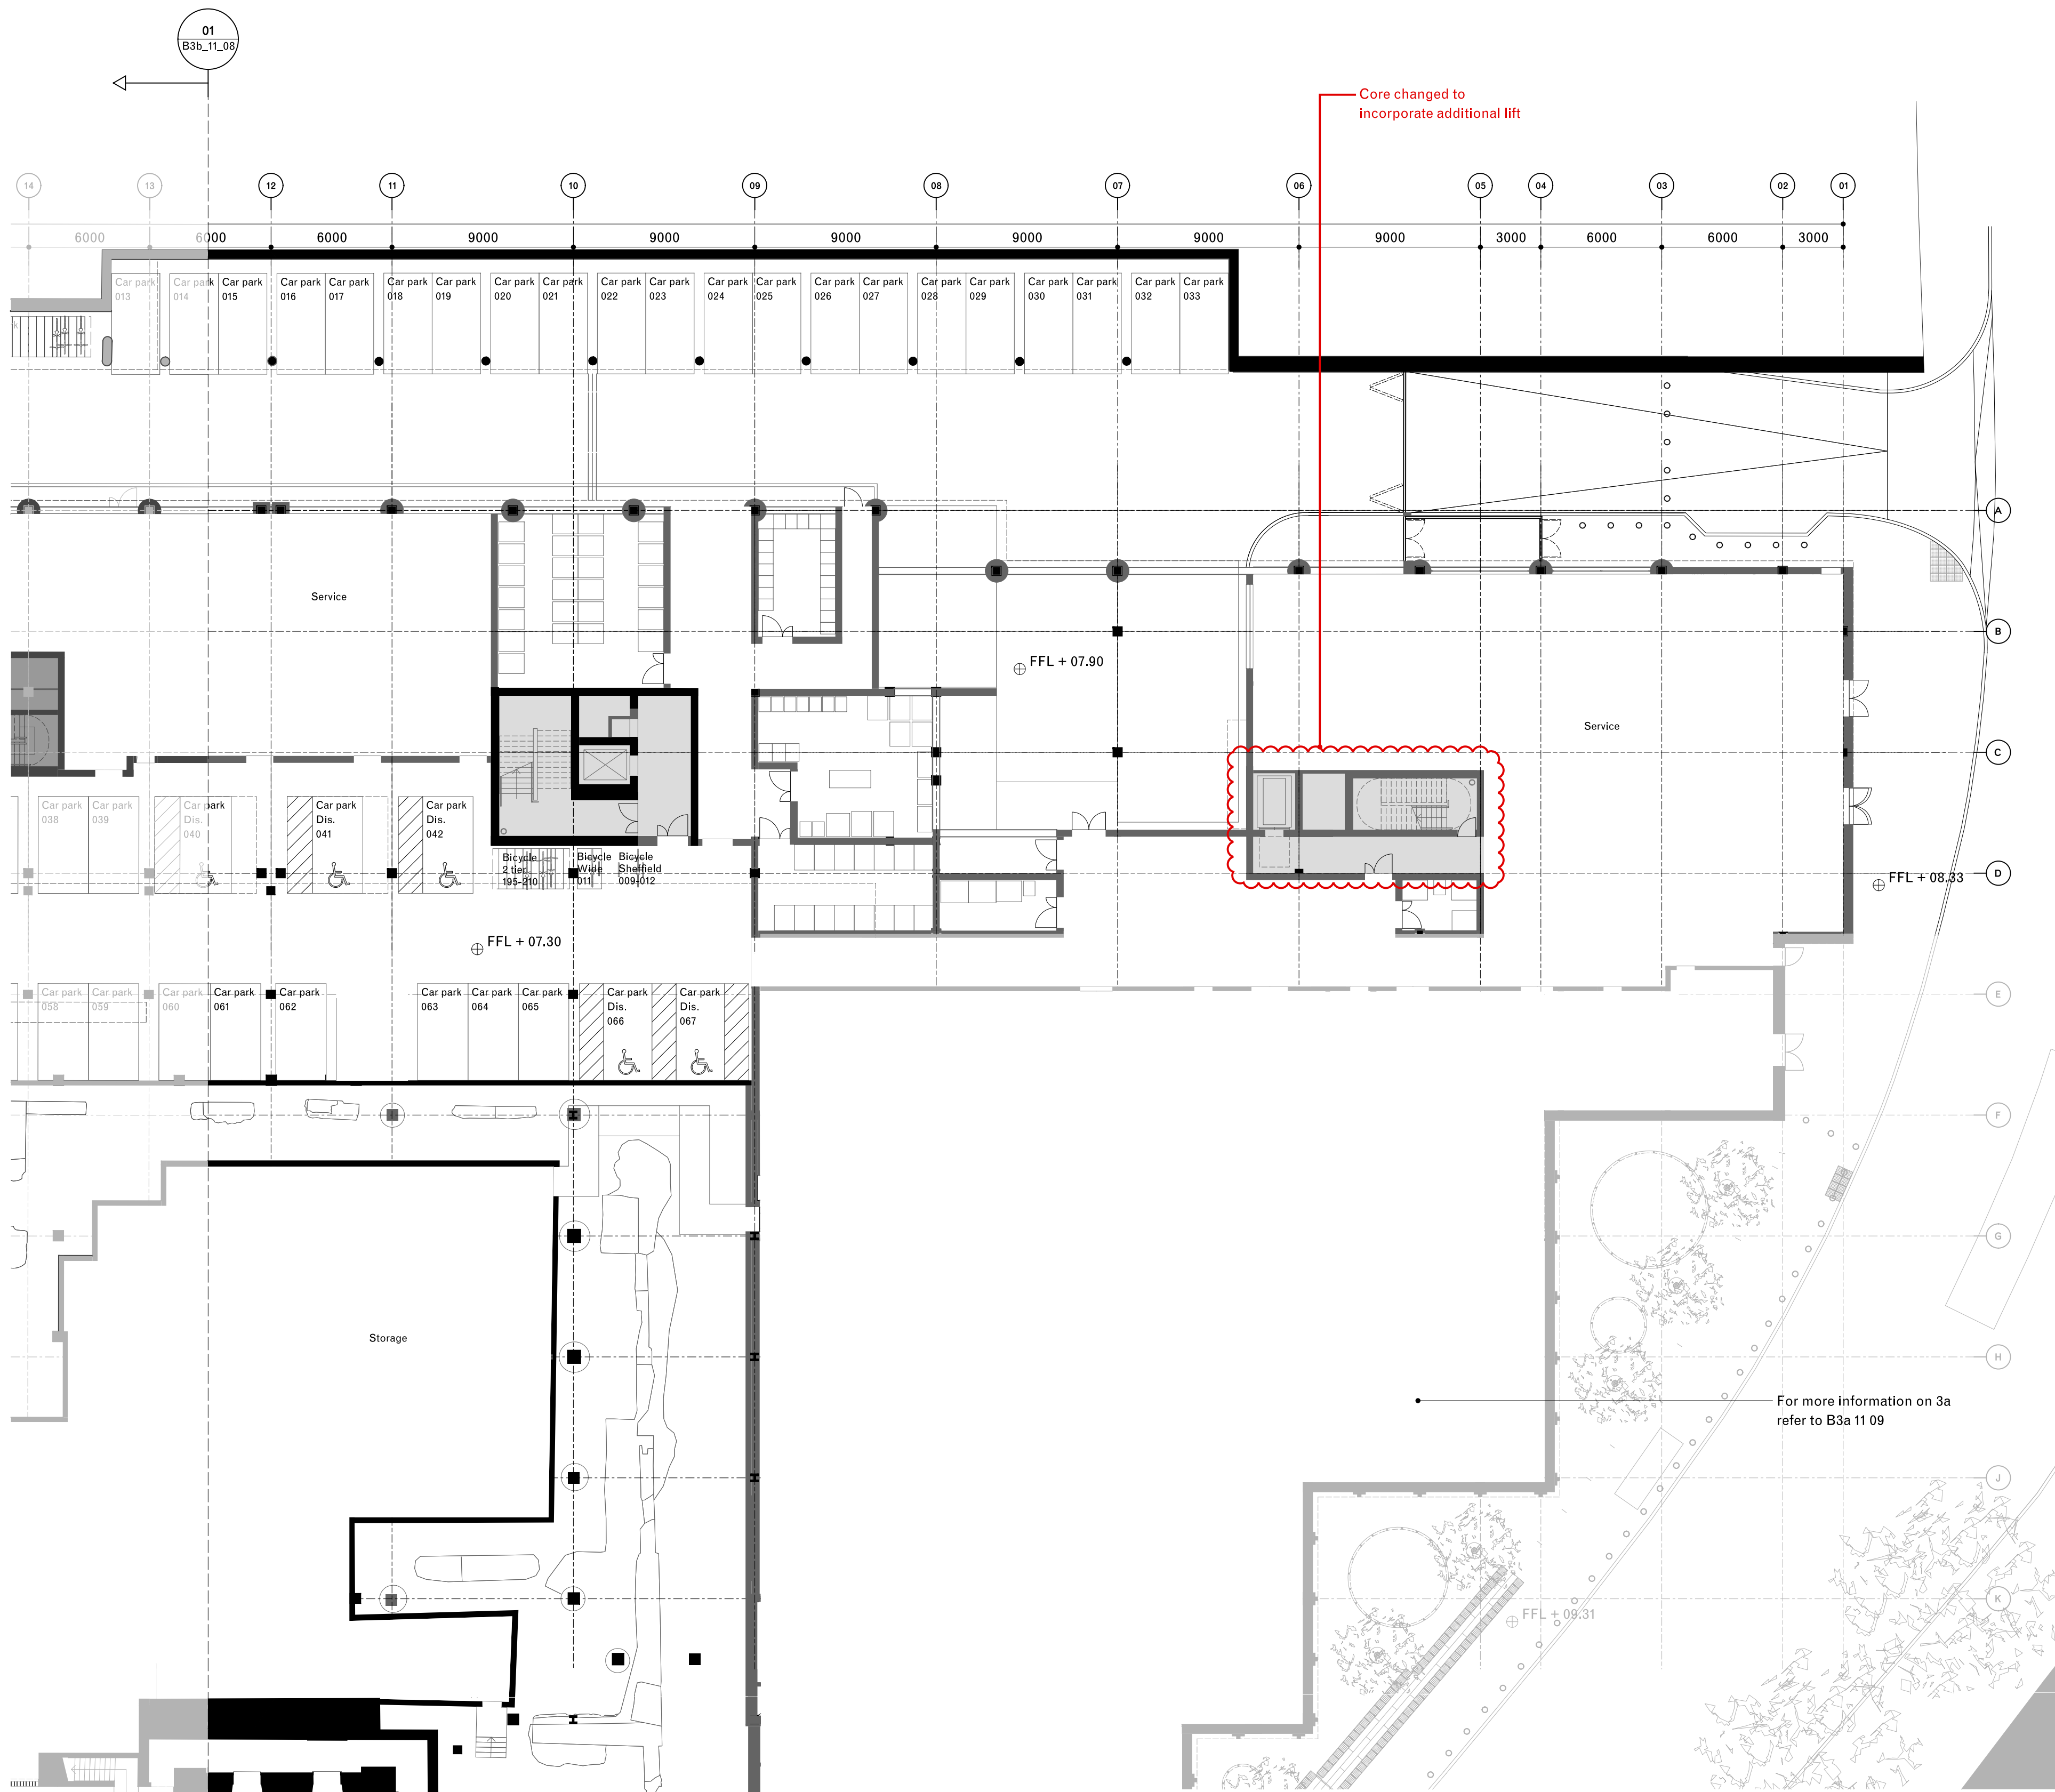 01
B3b_11_08
Core changed to
incorporate additional lift
14
13
12
11
10
09
08
07
06
05
04
03
02
01
6000
6000
6000
9000
9000
9000
9000
9000
9000
3000
6000
6000
3000
Car park
013
Car park
014
Car park
015
Car park
016
Car park
017
Car park
018
Car park
019
Car park
020
Car park
021
Car park
022
Car park
023
Car park
024
Car park
025
Car park
026
Car park
027
Car park
028
Car park
029
Car park
030
Car park
031
Car park
032
Car park
033
A
Service
B
FFL + 07.90
Service
C
Car park
038
Car park
039
Car park
Dis.
040
Car park
Dis.
041
Car park
Dis.
042
Bicycle
2 tier
195-210
Bicycle
Wide
011
Bicycle
Sheffield
009-012
D
FFL + 08.33
FFL + 07.30
Car park
058
Car park
059
Car park
060
Car park
061
Car park
062
Car park
063
Car park
064
Car park
065
Car park
Dis.
066
Car park
Dis.
067
E
F
G
Storage
H
For more information on 3a
refer to B3a 11 09
J
K
FFL + 09.31